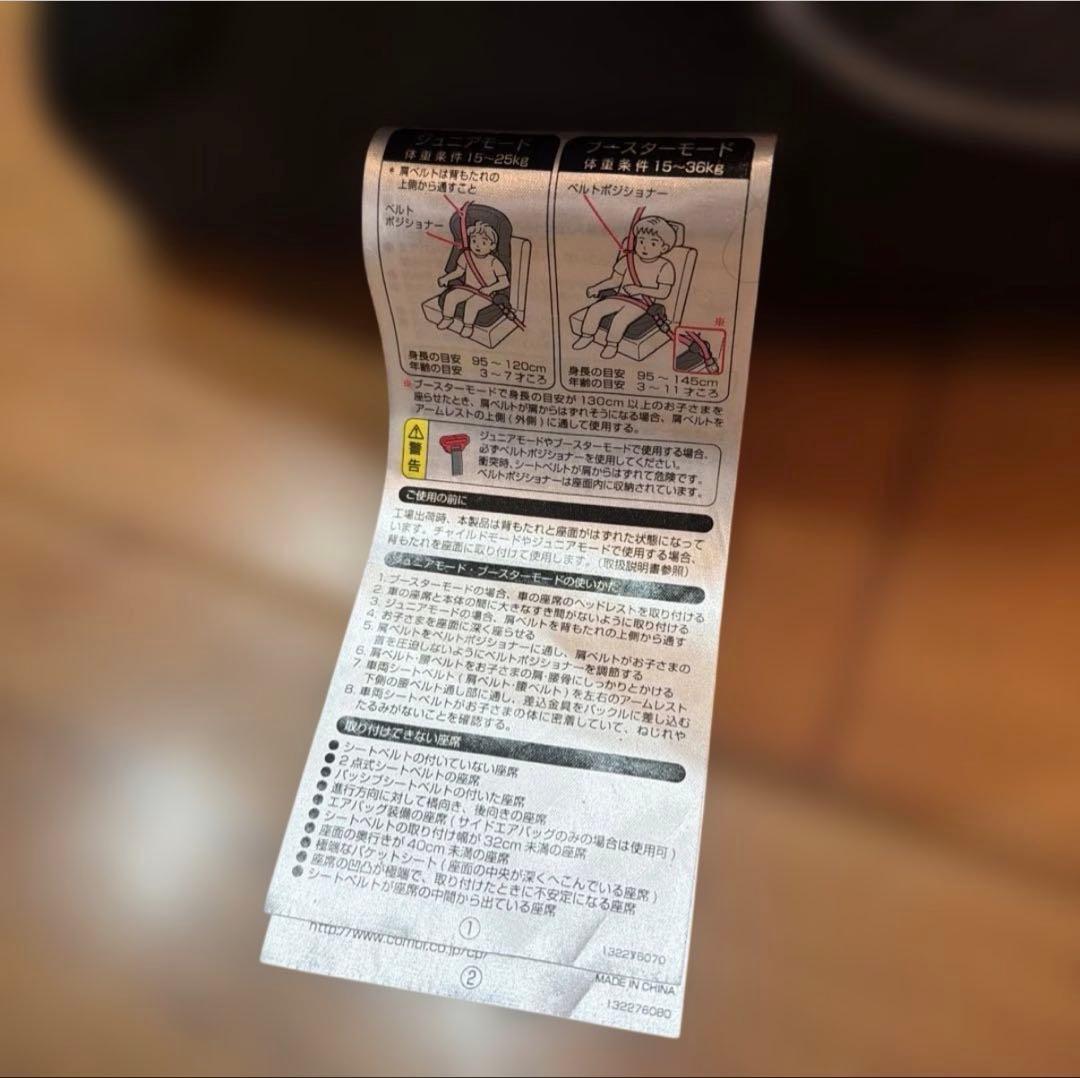 ジュニアモード
体重条件 15～25kg
* 肩ベルトは背もたれの
上側から通すこと
ベルト
ポジショナー
身長の目安 95～120cm
年齢の目安 3～7才ころ
ブースターモード
体重条件 15～36kg
ベルトポジショナー
※
身長の目安 95～145cm
年齢の目安 3～11才ころ
※ブースターモードで身長の目安が 130cm 以上のお子さまを
座らせたとき、肩ベルトが肩からはずれそうになる場合、肩ベルトを
アームレストの上側(外側)に通して使用する。
警告
ジュニアモードやブースターモードで使用する場合、
必ずベルトポジショナーを使用してください。
衝突時、シートベルトが肩からはずれて危険です。
ベルトポジショナーは座面内に収納されています。
ご使用の前に
工場出荷時、本製品は背もたれと座面がはずれた状態になって
います。チャイルドモードやジュニアモードで使用する場合、
背もたれを座面に取り付けて使用します。(取扱説明書参照)
ジュニアモード・ブースターモードの使いかた
1. ブースターモードの場合、車の座席のヘッドレストを取り付ける
2. 車の座席と本体の間に大きなすき間がないように取り付ける
3. ジュニアモードの場合、肩ベルトを背もたれの上側から通す
4. お子さまを座面に深く座らせる
5. 肩ベルトをベルトポジショナーに通し、肩ベルトがお子さまの
首を圧迫しないようにベルトポジショナーを調節する
6. 肩ベルト・腰ベルトをお子さまの肩・腰骨にしっかりとかける
7. 車両シートベルト(肩ベルト・腰ベルト)を左右のアームレスト
下側の腰ベルト通し部に通し、差込金具をバックルに差し込む
8. 車両シートベルトがお子さまの体に密着していて、ねじれや
たるみがないことを確認する。
取り付けできない座席
● シートベルトの付いていない座席
● 2点式シートベルトの座席
● パッシブシートベルトの付いた座席
● 進行方向に対して横向き、後向きの座席
● エアバッグ装備の座席(サイドエアバッグのみの場合は使用可)
● シートベルトの取り付け幅が 32cm 未満の座席
● 座面の奥行きが 40cm 未満の座席
● 極端なバケットシート(座面の中央が深くへこんでいる座席)
● 座席の凹凸が極端で、取り付けたときに不安定になる座席
● シートベルトが座席の中間から出ている座席
①
132276070
http://www.combi.co.jp/cp/
②
MADE IN CHINA
132276080